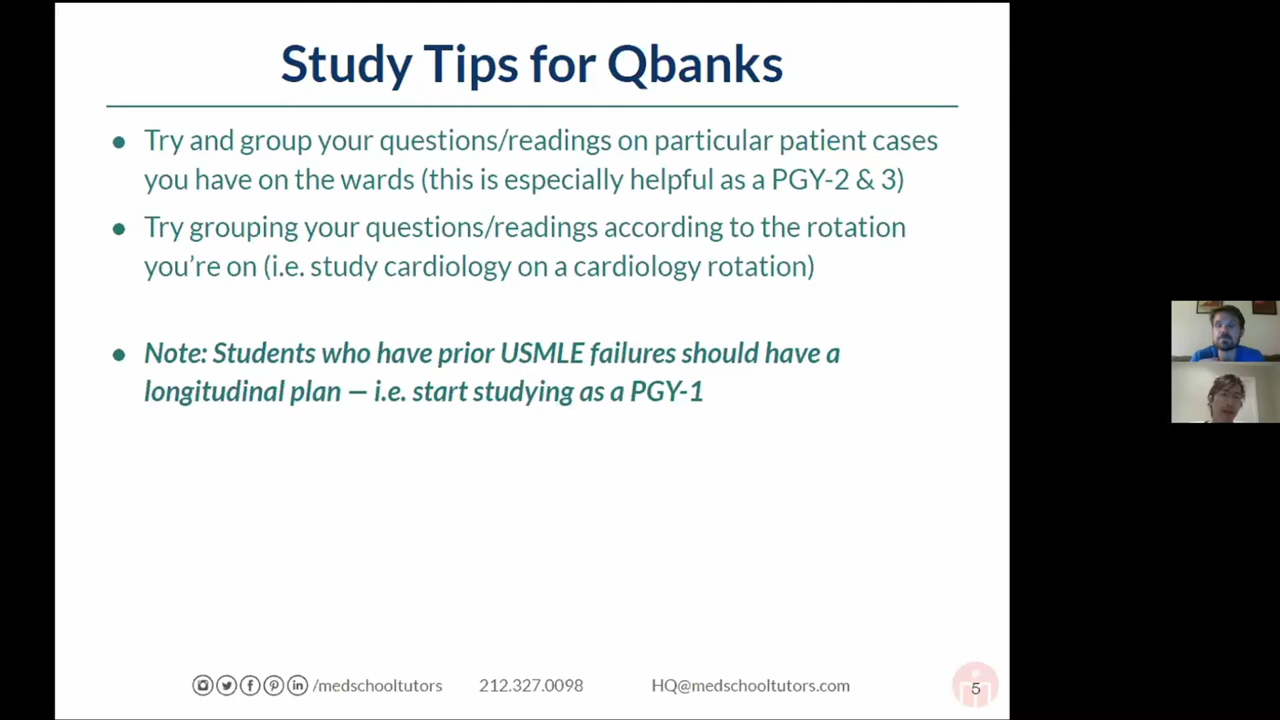 Study Tips for Qbanks
● Try and group your questions/readings on particular patient cases
you have on the wards (this is especially helpful as a PGY-2 & 3)
● Try grouping your questions/readings according to the rotation
you’re on (i.e. study cardiology on a cardiology rotation)
● Note: Students who have prior USMLE failures should have a
longitudinal plan — i.e. start studying as a PGY-1
/medschooltutors 212.327.0098 HQ@medschooltutors.com 5